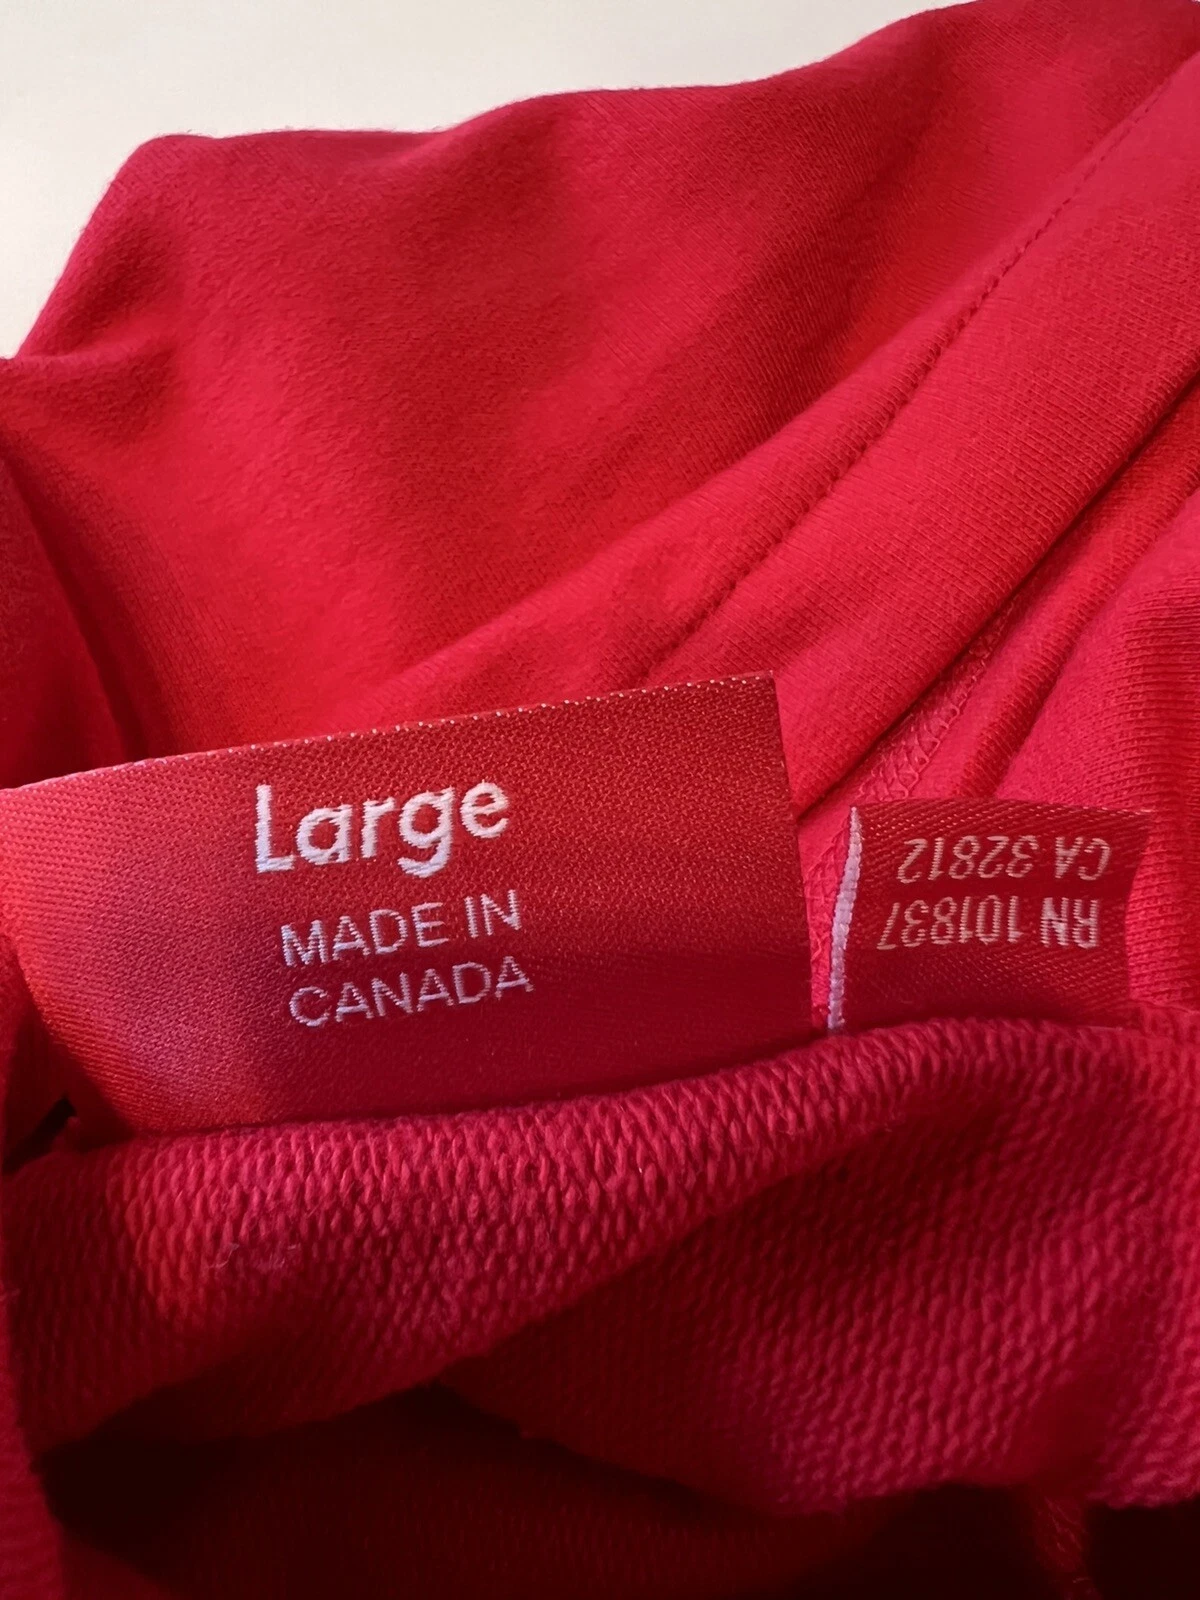 Large
MADE IN
CANADA
RN 101837
CA 32812